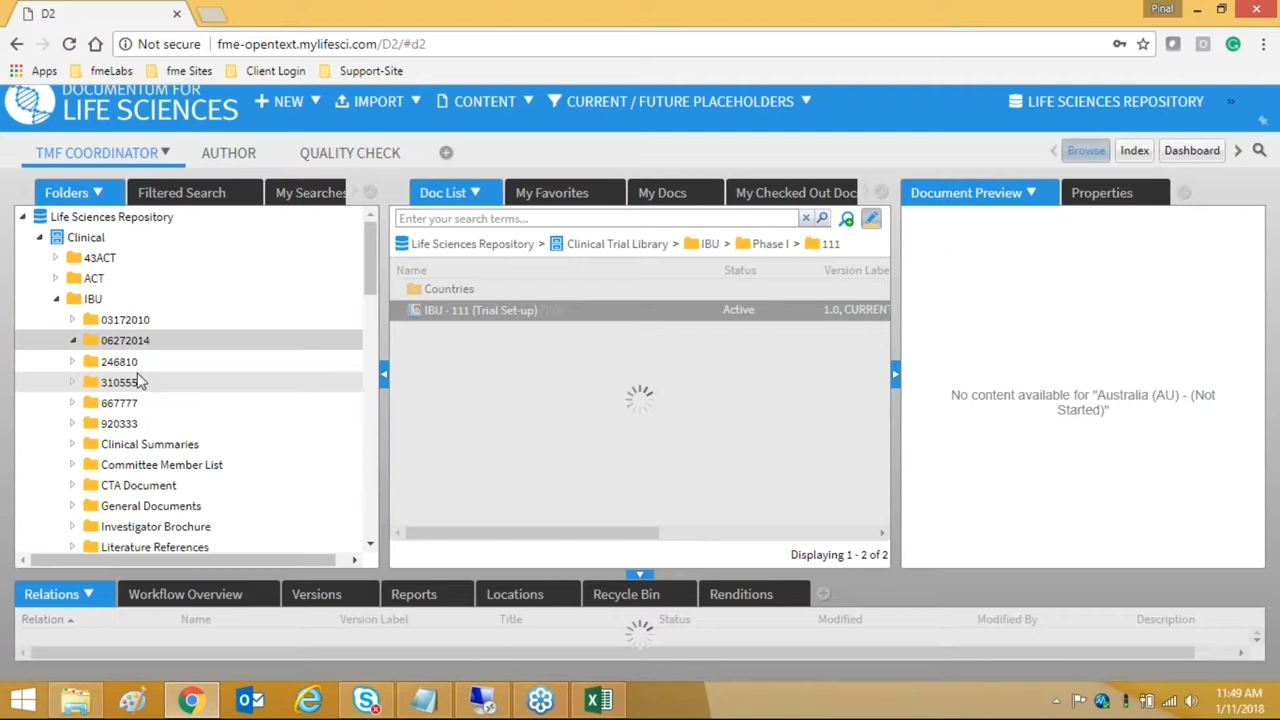 D2
Pinal
Not secure fme-opentext.mylifesci.com/D2/#d2
Apps fmeLabs fme Sites Client Login Support-Site
DOCUMENTUM FOR
LIFE SCIENCES
NEW IMPORT CONTENT CURRENT / FUTURE PLACEHOLDERS LIFE SCIENCES REPOSITORY »
TMF COORDINATOR AUTHOR QUALITY CHECK Browse Index Dashboard
Folders Filtered Search My Searches Doc List My Favorites My Docs My Checked Out Doc Document Preview Properties
Life Sciences Repository
Clinical
43ACT
ACT
IBU
03172010
06272014
246810
310555
667777
920333
Clinical Summaries
Committee Member List
CTA Document
General Documents
Investigator Brochure
Literature References
Enter your search terms...
Life Sciences Repository > Clinical Trial Library > IBU > Phase I > 111
Name Status Version Labe
Countries
IBU - 111 (Trial Set-up) Active 1.0, CURRENT
Displaying 1 - 2 of 2
No content available for "Australia (AU) - (Not
Started)"
Relations Workflow Overview Versions Reports Locations Recycle Bin Renditions
Relation Name Version Label Title Status Modified Modified By Description
11:49 AM
1/11/2018